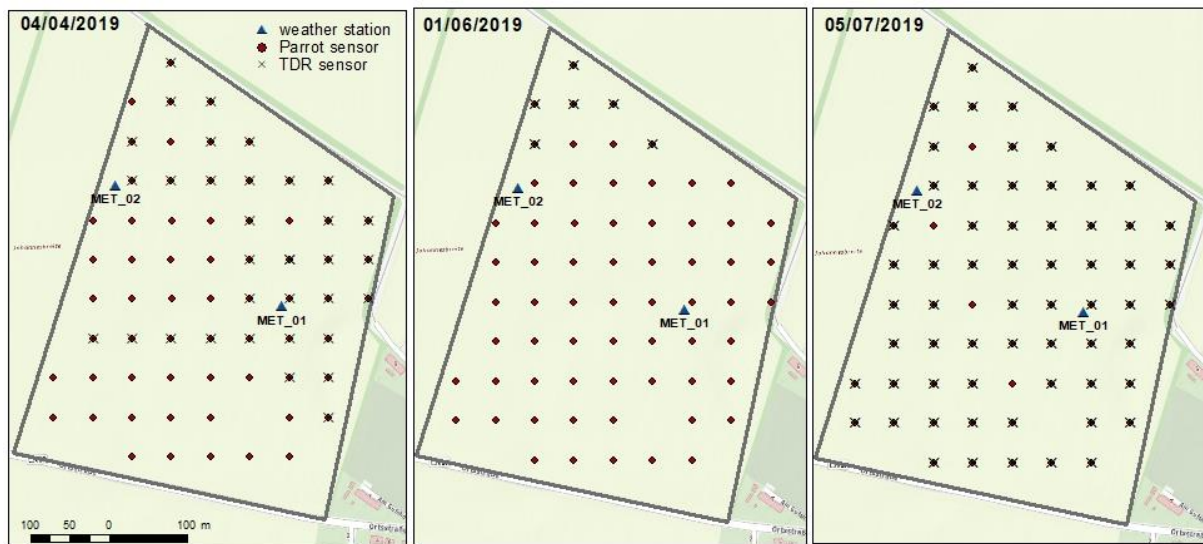 04/04/2019
weather station
Parrot sensor
TDR sensor
MET_02
Johannesbreite
MET_01
100 50 0 100 m
01/06/2019
MET_02
MET_01
05/07/2019
MET_02
MET_01